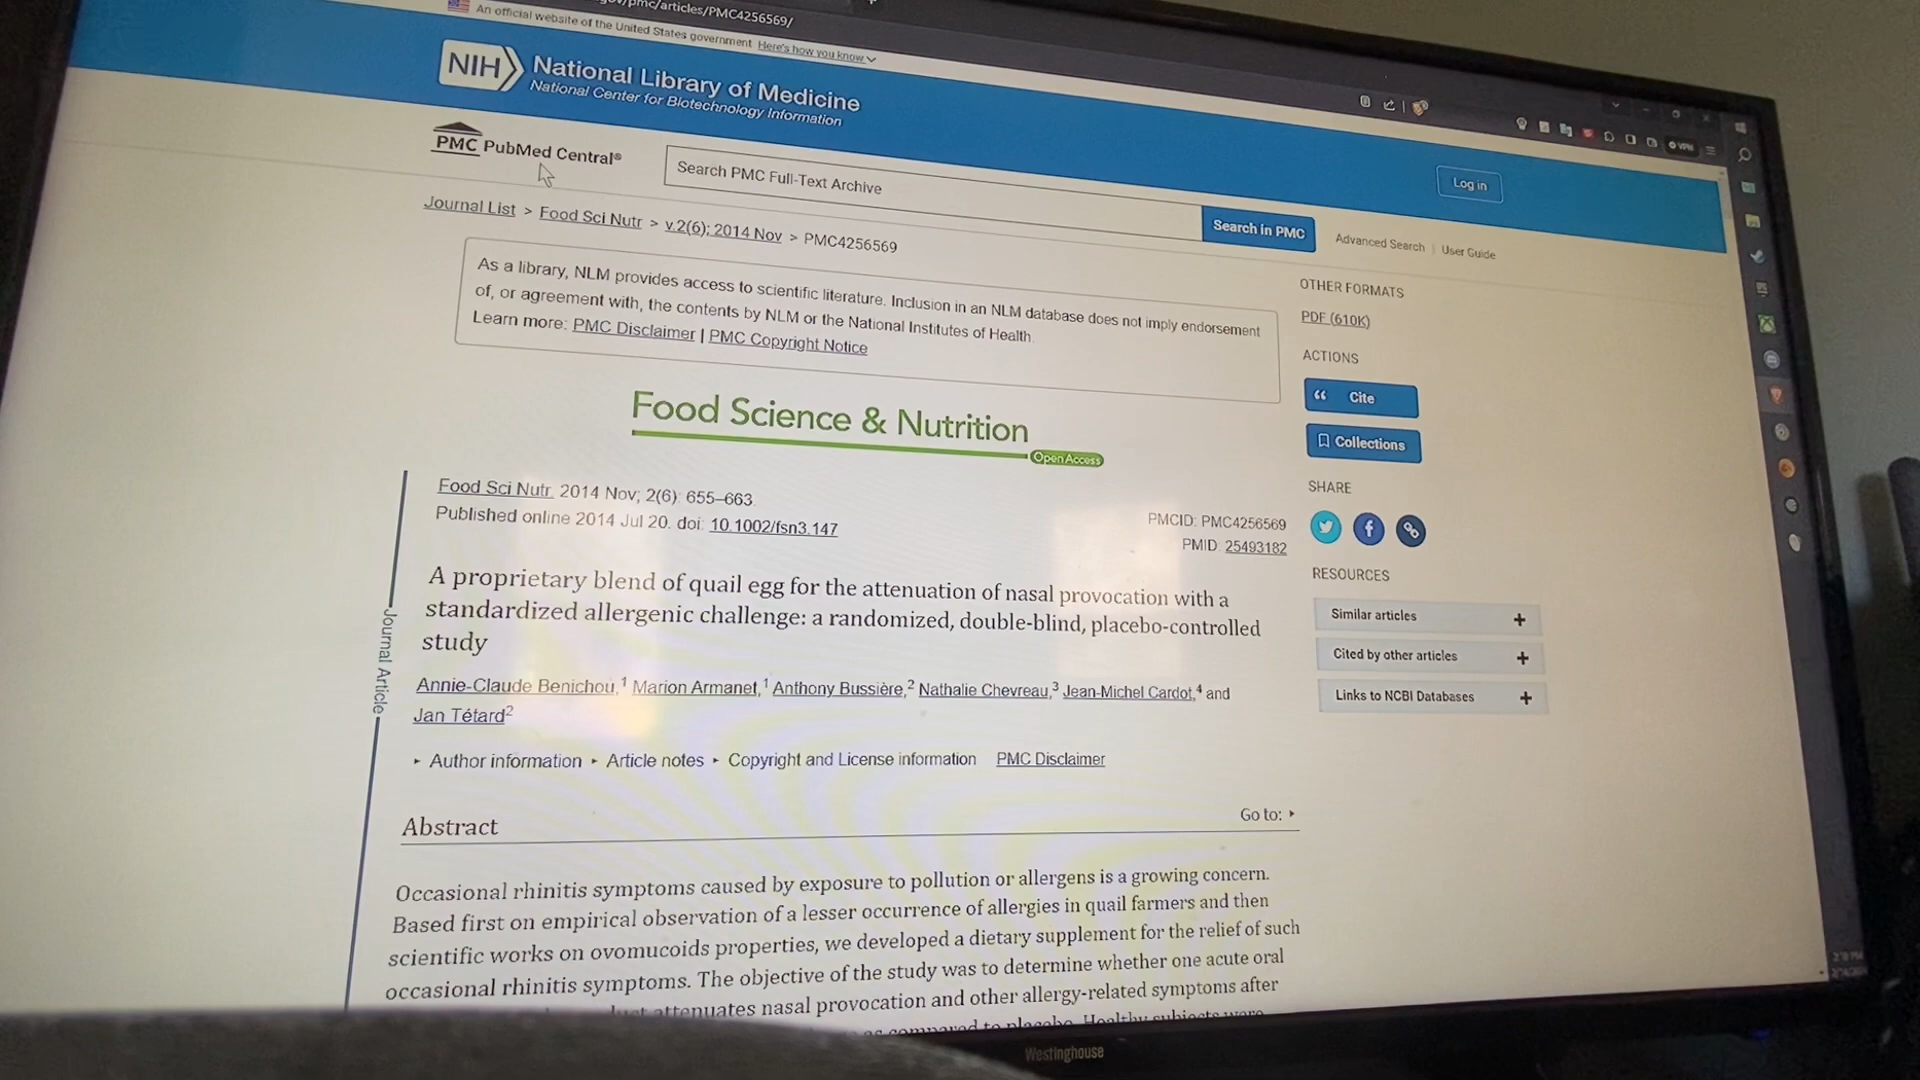 gov/pmc/articles/PMC4256569/
An official website of the United States government Here's how you know
NIH National Library of Medicine
National Center for Biotechnology Information
Log in
PMC PubMed Central®
Search PMC Full-Text Archive
Search in PMC
Advanced Search | User Guide
Journal List > Food Sci Nutr > v.2(6); 2014 Nov > PMC4256569
As a library, NLM provides access to scientific literature. Inclusion in an NLM database does not imply endorsement
of, or agreement with, the contents by NLM or the National Institutes of Health.
Learn more: PMC Disclaimer | PMC Copyright Notice
OTHER FORMATS
PDF (610K)
ACTIONS
Cite
Collections
SHARE
RESOURCES
Similar articles
Cited by other articles
Links to NCBI Databases
Food Science & Nutrition
Open Access
Journal Article
Food Sci Nutr. 2014 Nov; 2(6): 655–663.
Published online 2014 Jul 20. doi: 10.1002/fsn3.147
PMCID: PMC4256569
PMID: 25493182
A proprietary blend of quail egg for the attenuation of nasal provocation with a
standardized allergenic challenge: a randomized, double-blind, placebo-controlled
study
Annie-Claude Benichou,1 Marion Armanet,1 Anthony Bussière,2 Nathalie Chevreau,3 Jean-Michel Cardot,4 and
Jan Tétard2
Author information Article notes Copyright and License information PMC Disclaimer
Abstract
Go to:
Occasional rhinitis symptoms caused by exposure to pollution or allergens is a growing concern.
Based first on empirical observation of a lesser occurrence of allergies in quail farmers and then
scientific works on ovomucoids properties, we developed a dietary supplement for the relief of such
occasional rhinitis symptoms. The objective of the study was to determine whether one acute oral
attenuates nasal provocation and other allergy-related symptoms after
as compared to placebo. Healthy subjects were
VPN
Westinghouse